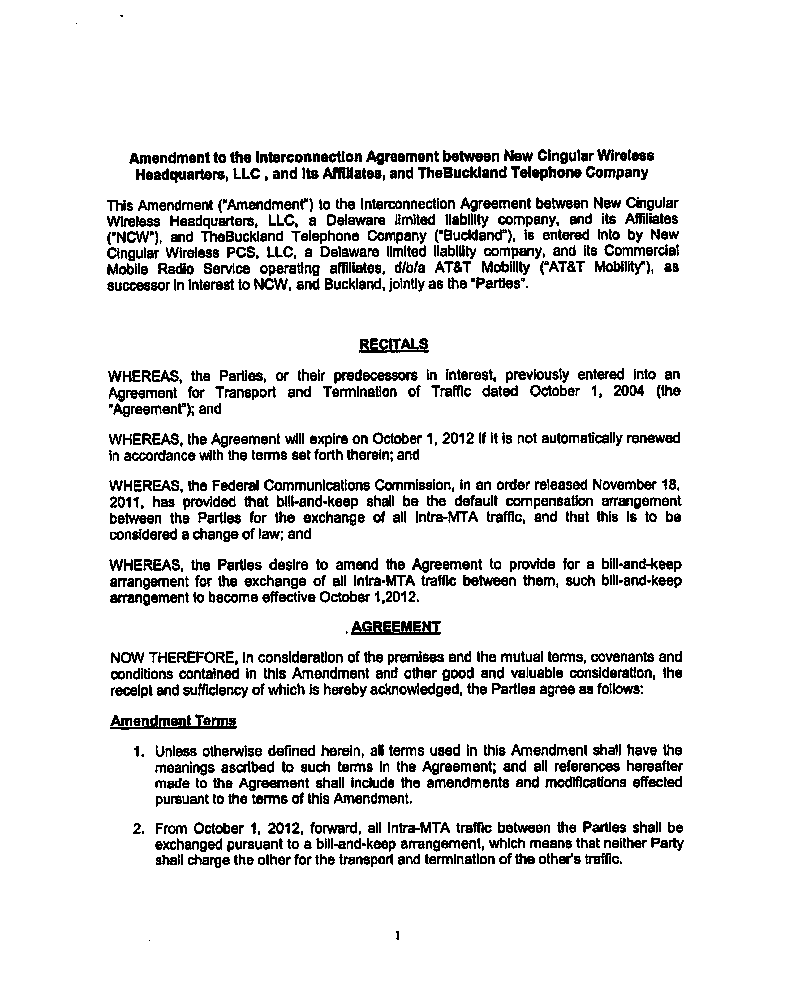 Amendment to the Interconnection Agreement between New Cingular Wireless
Headquarters, LLC , and its Affiliates, and TheBuckland Telephone Company
This Amendment ("Amendment") to the Interconnection Agreement between New Cingular
Wireless Headquarters, LLC, a Delaware limited liability company, and its Affiliates
("NCW"), and TheBuckland Telephone Company ("Buckland"), is entered into by New
Cingular Wireless PCS, LLC, a Delaware limited liability company, and its Commercial
Mobile Radio Service operating affiliates, d/b/a AT&T Mobility ("AT&T Mobility"), as
successor in interest to NCW, and Buckland, jointly as the "Parties".
RECITALS
WHEREAS, the Parties, or their predecessors in interest, previously entered into an
Agreement for Transport and Termination of Traffic dated October 1, 2004 (the
"Agreement"); and
WHEREAS, the Agreement will expire on October 1, 2012 if it is not automatically renewed
in accordance with the terms set forth therein; and
WHEREAS, the Federal Communications Commission, in an order released November 18,
2011, has provided that bill-and-keep shall be the default compensation arrangement
between the Parties for the exchange of all Intra-MTA traffic, and that this is to be
considered a change of law; and
WHEREAS, the Parties desire to amend the Agreement to provide for a bill-and-keep
arrangement for the exchange of all Intra-MTA traffic between them, such bill-and-keep
arrangement to become effective October 1,2012.
AGREEMENT
NOW THEREFORE, in consideration of the premises and the mutual terms, covenants and
conditions contained in this Amendment and other good and valuable consideration, the
receipt and sufficiency of which is hereby acknowledged, the Parties agree as follows:
Amendment Terms
1. Unless otherwise defined herein, all terms used in this Amendment shall have the
meanings ascribed to such terms in the Agreement; and all references hereafter
made to the Agreement shall include the amendments and modifications effected
pursuant to the terms of this Amendment.
2. From October 1, 2012, forward, all Intra-MTA traffic between the Parties shall be
exchanged pursuant to a bill-and-keep arrangement, which means that neither Party
shall charge the other for the transport and termination of the other's traffic.
1